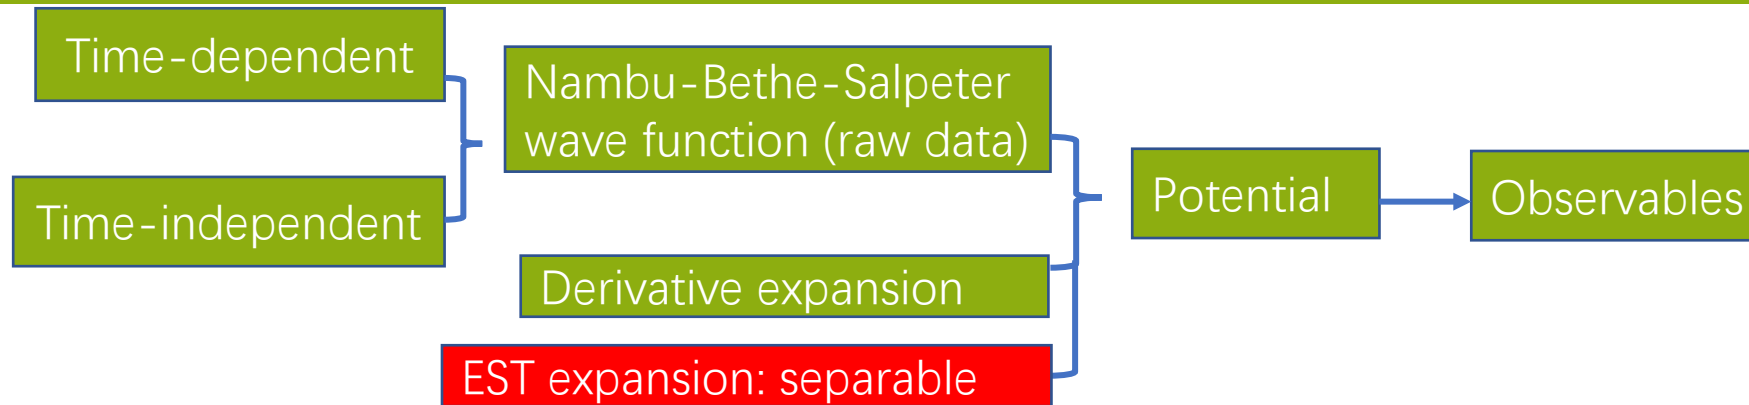 Time-dependent
Time-independent
Nambu-Bethe-Salpeter
wave function (raw data)
Derivative expansion
EST expansion: separable
Potential
Observables